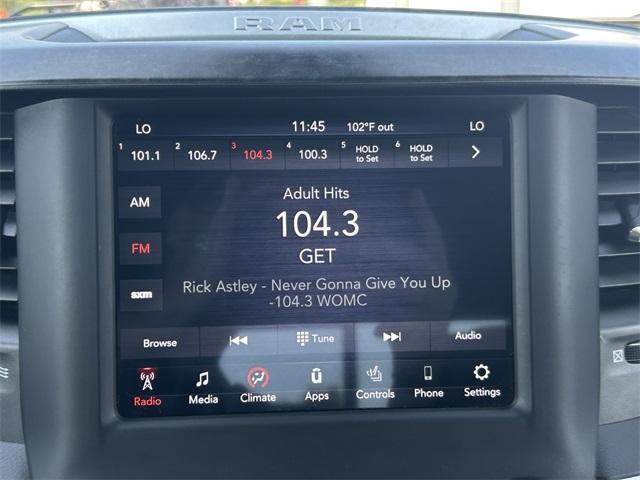 RAM
LO 11:45 102°F out LO
1 101.1 2 106.7 3 104.3 4 100.3 5 HOLD to Set 6 HOLD to Set
Adult Hits
AM
104.3
FM
GET
Rick Astley - Never Gonna Give You Up
sxm
-104.3 WOMC
Browse Tune Audio
Radio Media Climate Apps Controls Phone Settings